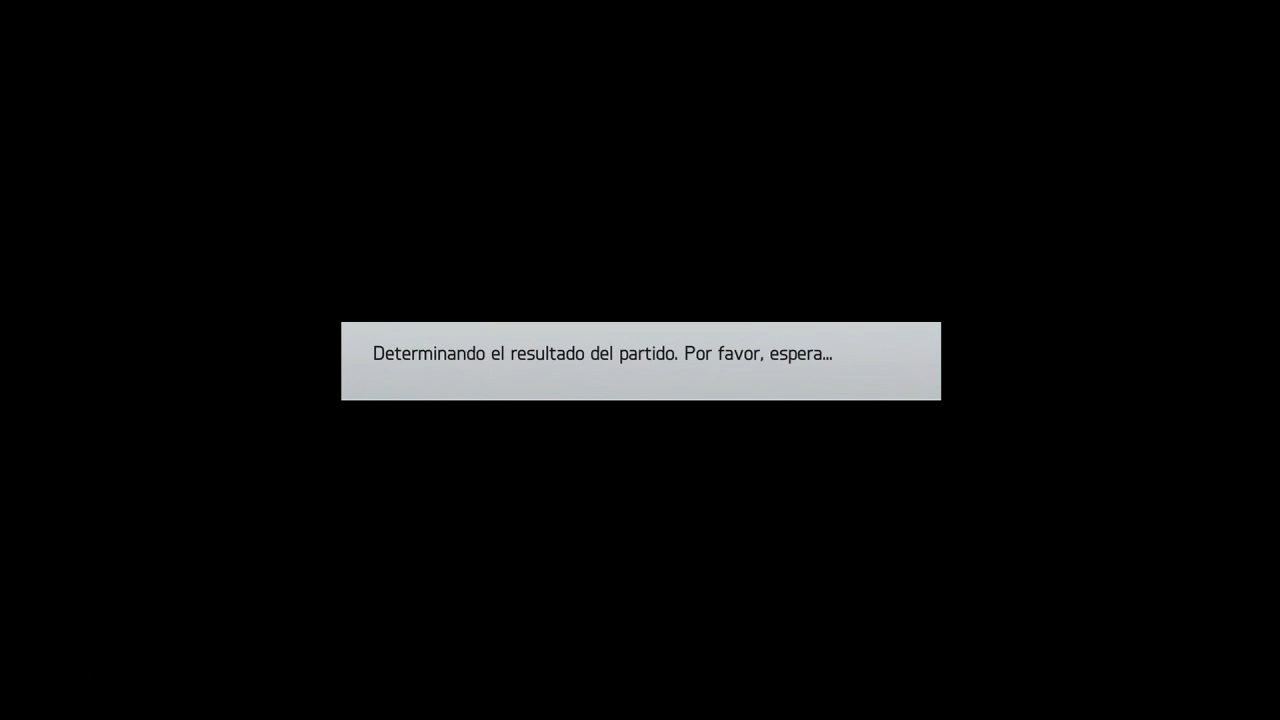 Determinando el resultado del partido. Por favor, espera...